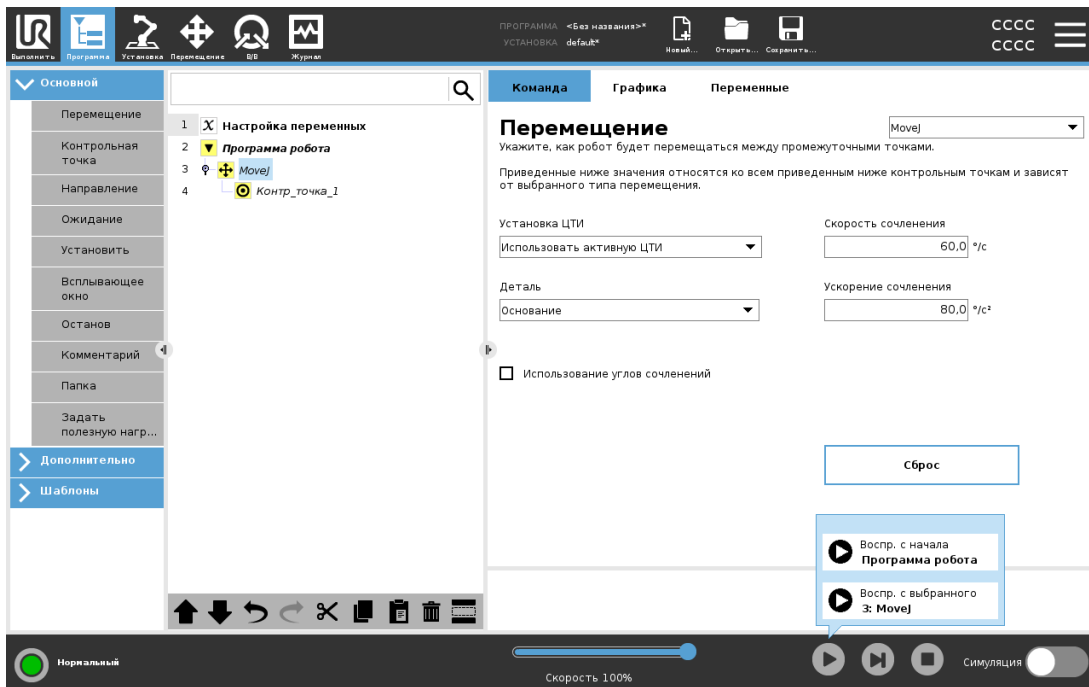 UR
ПРОГРАММА <Без названия>*
УСТАНОВКА default*
Новый...
Открыть...
Сохранить...
CCCC
CCCC
Выполнить
Программа
Установка
Перемещение
В/В
Журнал
Основной
Перемещение
Контрольная
точка
Направление
Ожидание
Установить
Всплывающее
окно
Останов
Комментарий
Папка
Задать
полезную нагр...
Дополнительно
Шаблоны
1 X Настройка переменных
2 Программа робота
3 MoveJ
4 Контр_точка_1
Команда
Графика
Переменные
Перемещение
MoveJ
Укажите, как робот будет перемещаться между промежуточными точками.
Приведенные ниже значения относятся ко всем приведенным ниже контрольным точкам и зависят
от выбранного типа перемещения.
Установка ЦТИ
Использовать активную ЦТИ
Скорость сочленения
60,0 °/с
Деталь
Основание
Ускорение сочленения
80,0 °/с²
Использование углов сочленений
Сброс
Воспр. с начала
Программа робота
Воспр. с выбранного
3: MoveJ
Нормальный
Скорость 100%
Симуляция